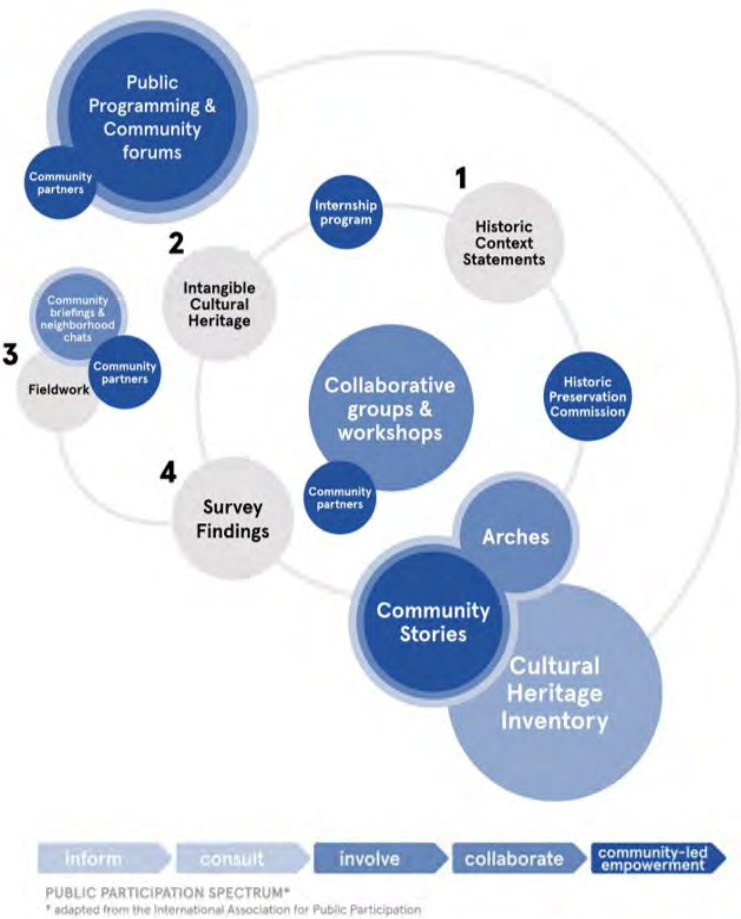 Public
Programming &
Community
forums
Community
partners
Internship
program
1
Historic
Context
Statements
2
Intangible
Cultural
Heritage
Community
briefings &
neighborhood
chats
3
Fieldwork
Community
partners
Collaborative
groups &
workshops
Historic
Preservation
Commission
4
Survey
Findings
Community
partners
Arches
Community
Stories
Cultural
Heritage
Inventory
inform
consult
involve
collaborate
community-led
empowerment
PUBLIC PARTICIPATION SPECTRUM*
* adapted from the International Association for Public Participation